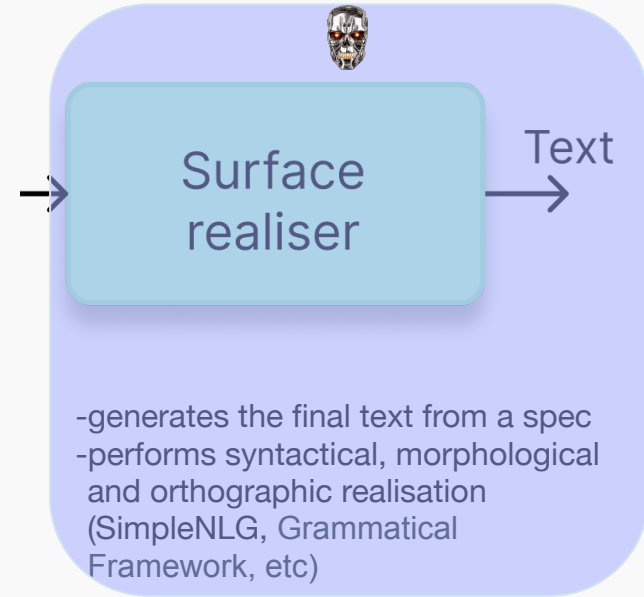 Surface
realiser
Text
-generates the final text from a spec
-performs syntactical, morphological
and orthographic realisation
(SimpleNLG, Grammatical
Framework, etc)